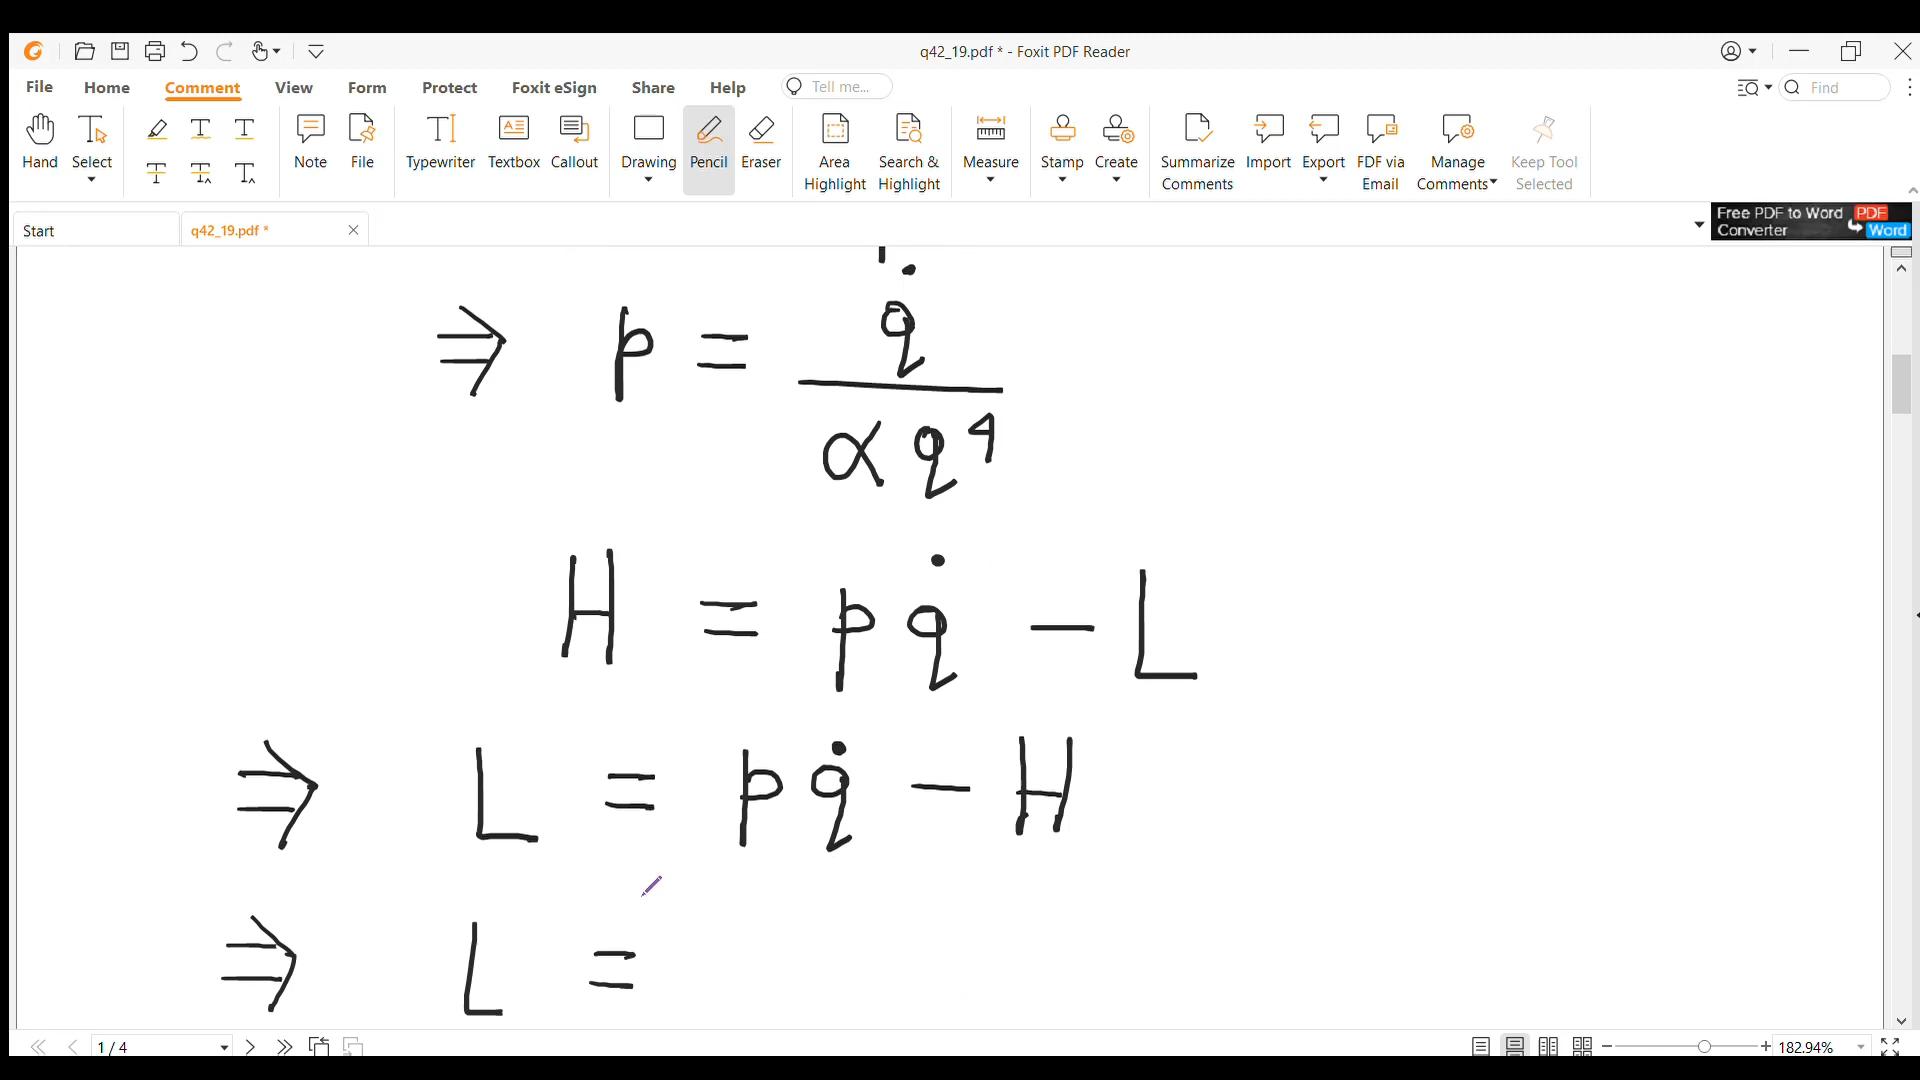 q42_19.pdf * - Foxit PDF Reader
File Home Comment View Form Protect Foxit eSign Share Help Tell me... Find
Hand Select Note File Typewriter Textbox Callout Drawing Pencil Eraser Area Highlight Search & Highlight Measure Stamp Create Summarize Comments Import Export FDF via Email Manage Comments Keep Tool Selected
Start q42_19.pdf * Free PDF to Word Converter PDF Word
⇒ p = q̇ / α q⁴
H = p q̇ − L
⇒ L = p q̇ − H
⇒ L =
1 / 4 182.94%